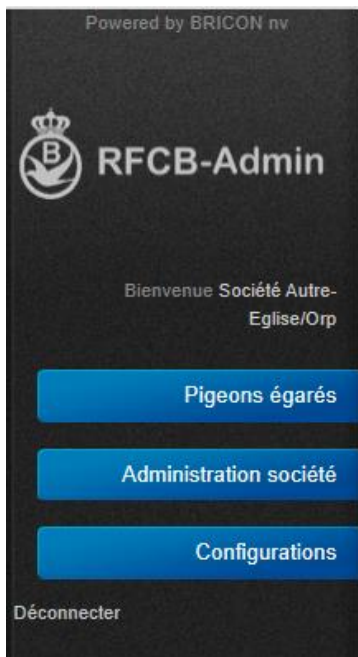 Powered by BRICON nv
B
RFCB-Admin
Bienvenue Société Autre-
Eglise/Orp
Pigeons égarés
Administration société
Configurations
Déconnecter